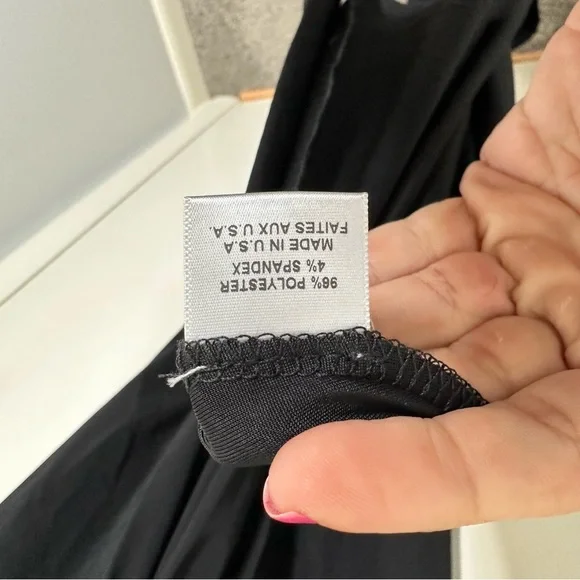 96% POLYESTER
4% SPANDEX
MADE IN U.S.A
FAITES AUX U.S.A.